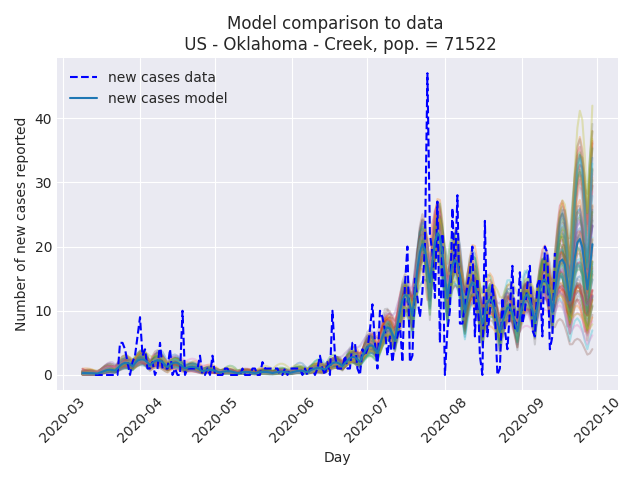 Model comparison to data
US - Oklahoma - Creek, pop. = 71522
new cases data
new cases model
Number of new cases reported
40
30
20
10
0
2020-03
2020-04
2020-05
2020-06
2020-07
2020-08
2020-09
2020-10
Day